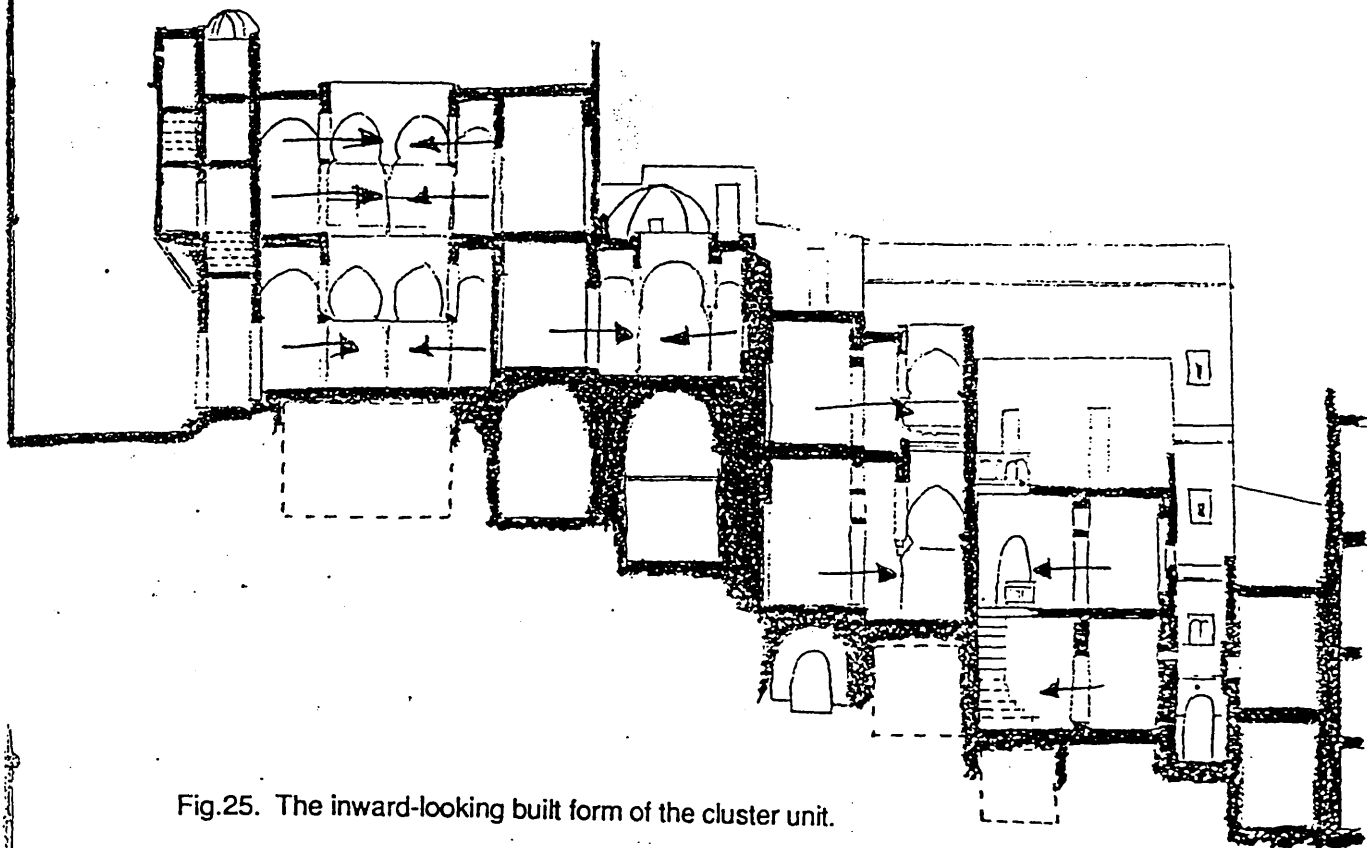 Fig.25. The inward-looking built form of the cluster unit.